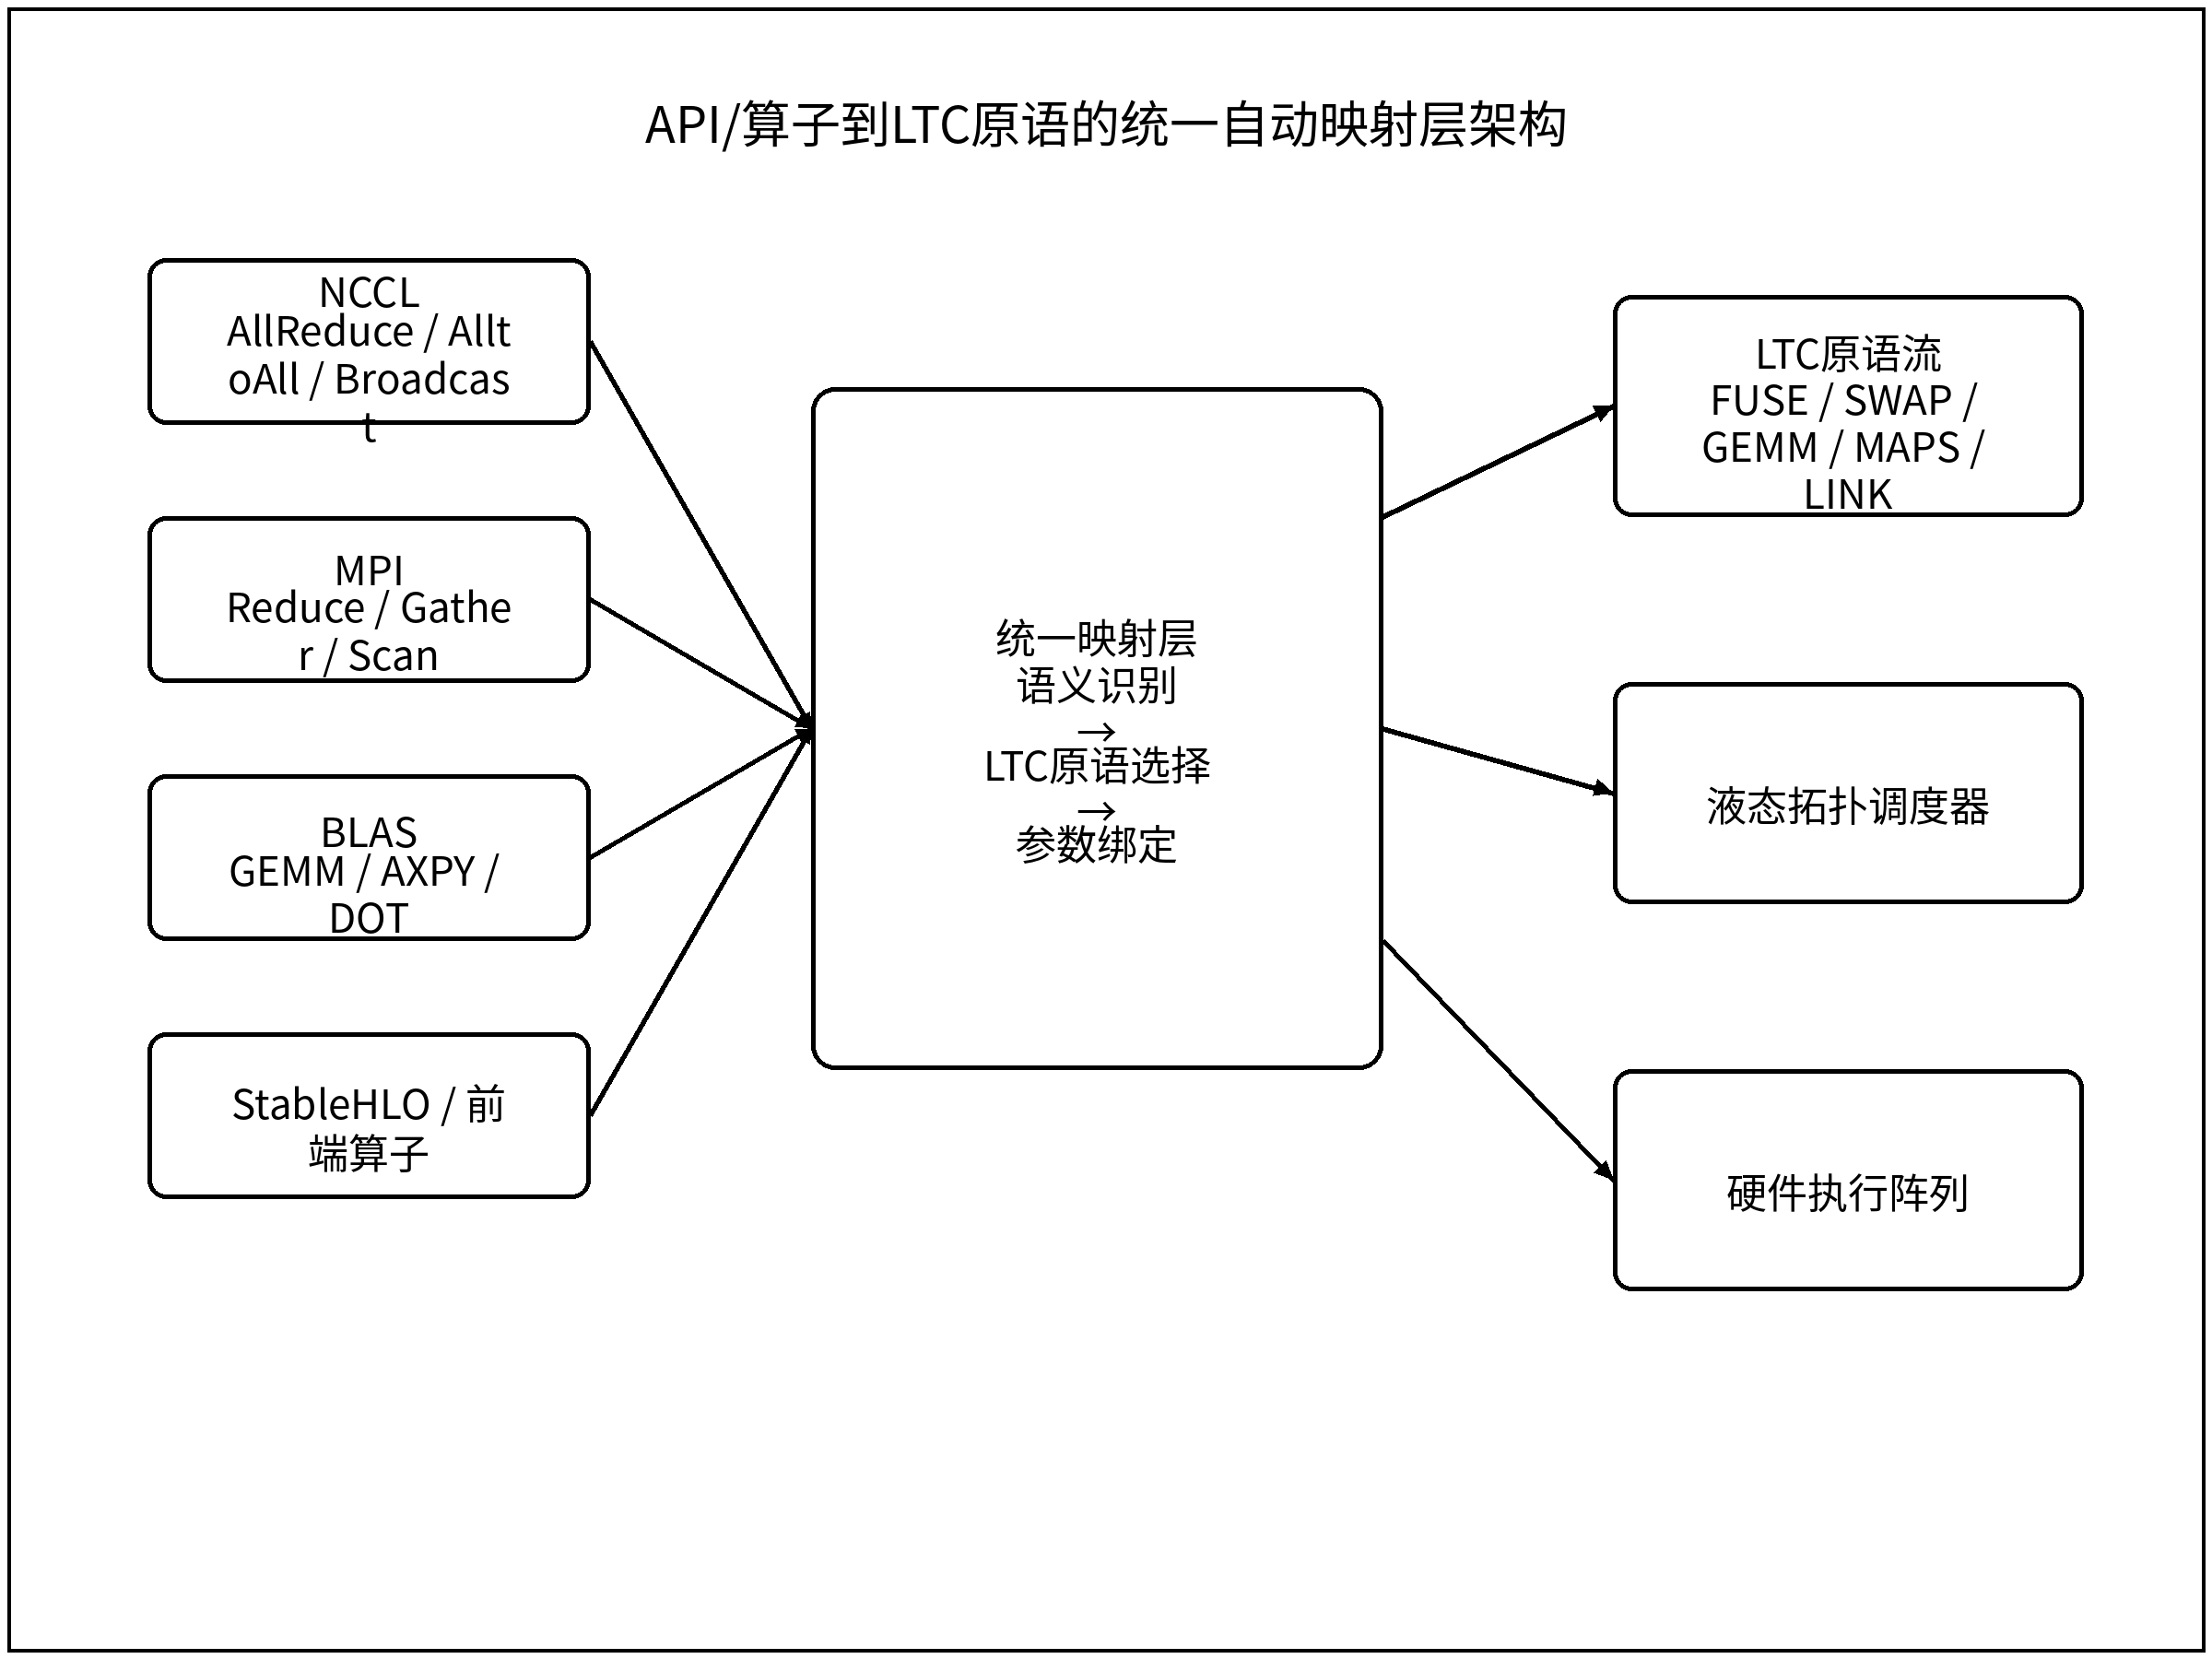 API/算子到LTC原语的统一自动映射层架构
NCCL
AllReduce / Allt
oAll / Broadcas
t
MPI
Reduce / Gathe
r / Scan
BLAS
GEMM / AXPY /
DOT
StableHLO / 前
端算子
统一映射层
语义识别
→
LTC原语选择
→
参数绑定
LTC原语流
FUSE / SWAP /
GEMM / MAPS /
LINK
液态拓扑调度器
硬件执行阵列